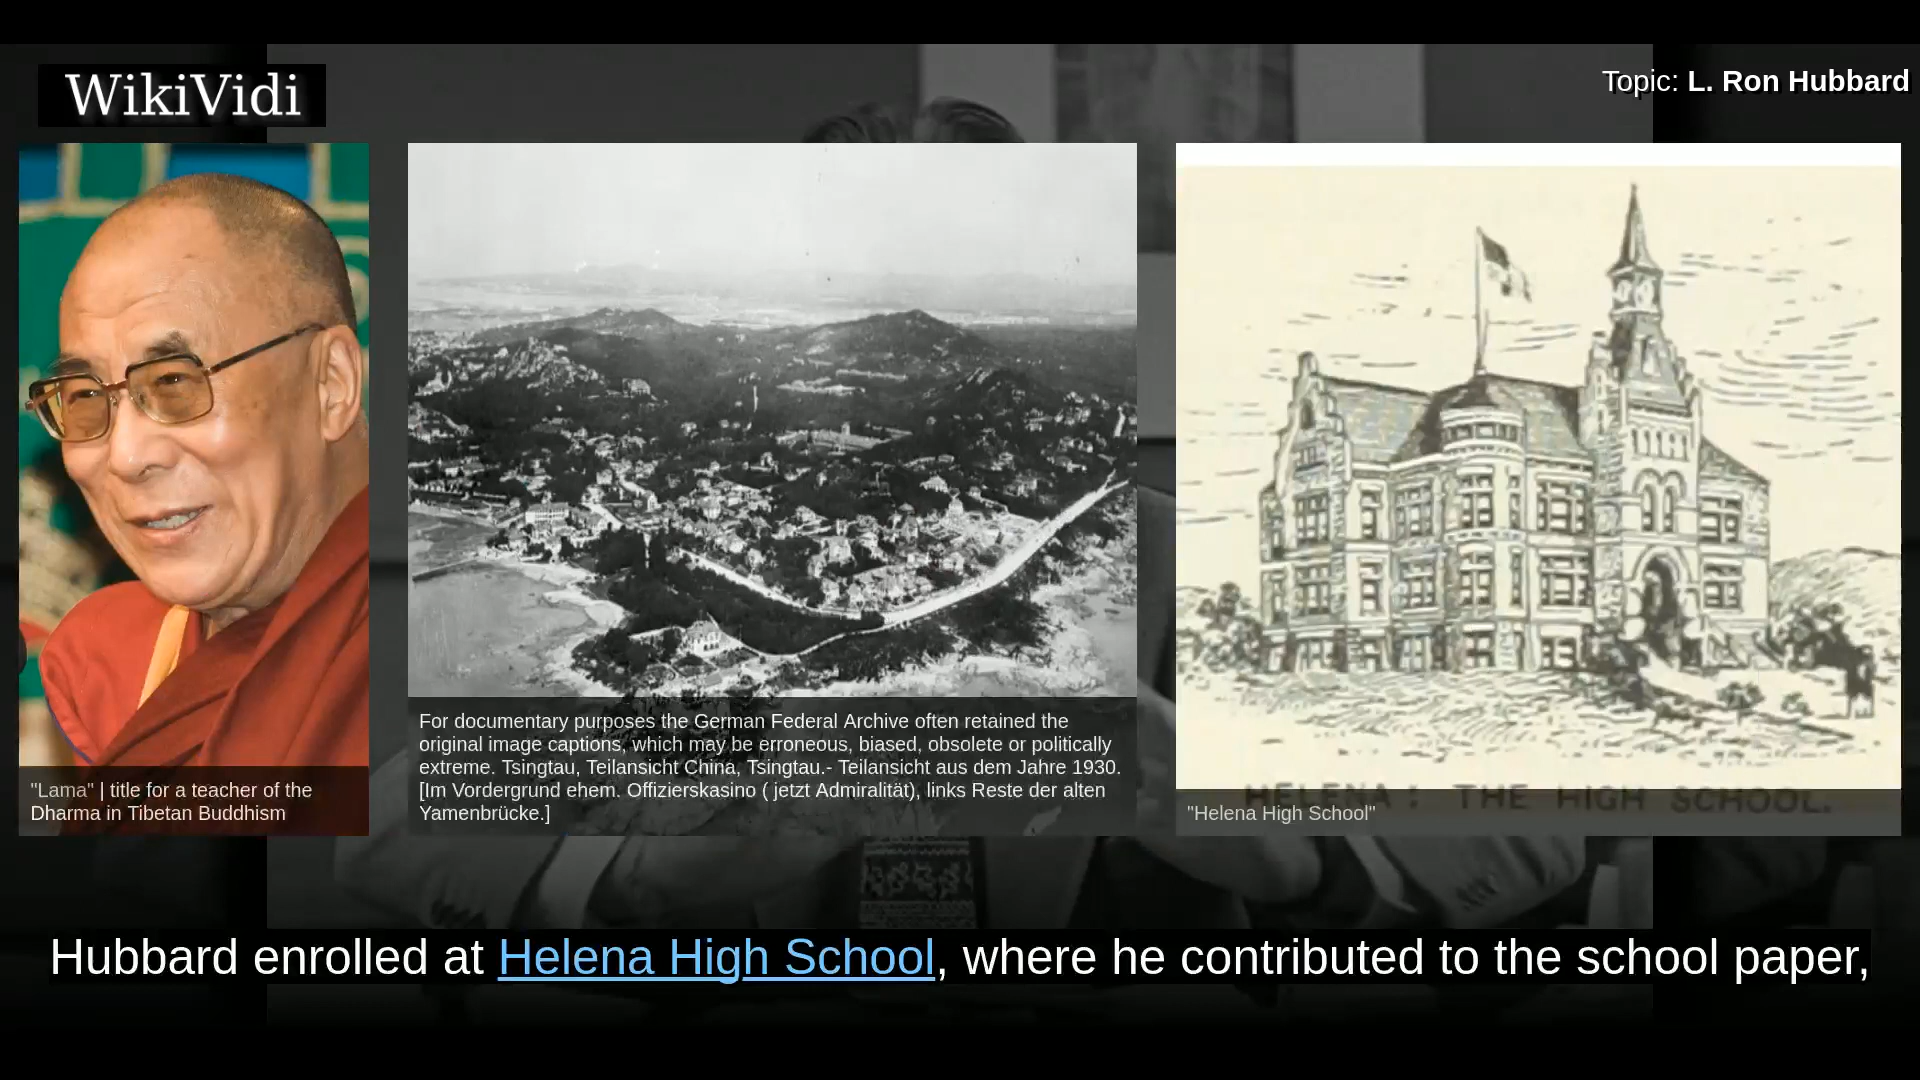 WikiVidi
Topic: L. Ron Hubbard
"Lama" | title for a teacher of the
Dharma in Tibetan Buddhism
For documentary purposes the German Federal Archive often retained the
original image captions, which may be erroneous, biased, obsolete or politically
extreme. Tsingtau, Teilansicht China, Tsingtau.- Teilansicht aus dem Jahre 1930.
[Im Vordergrund ehem. Offizierskasino ( jetzt Admiralität), links Reste der alten
Yamenbrücke.]
HELENA: THE HIGH SCHOOL.
"Helena High School"
Hubbard enrolled at Helena High School, where he contributed to the school paper,